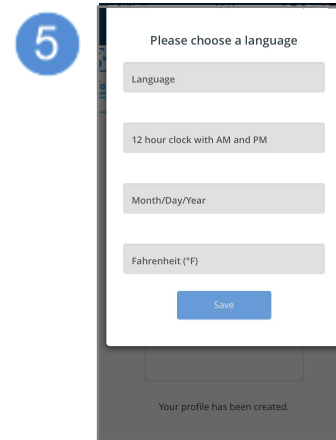 5
Please choose a language
Language
12 hour clock with AM and PM
Month/Day/Year
Fahrenheit (°F)
Save
Your profile has been created.